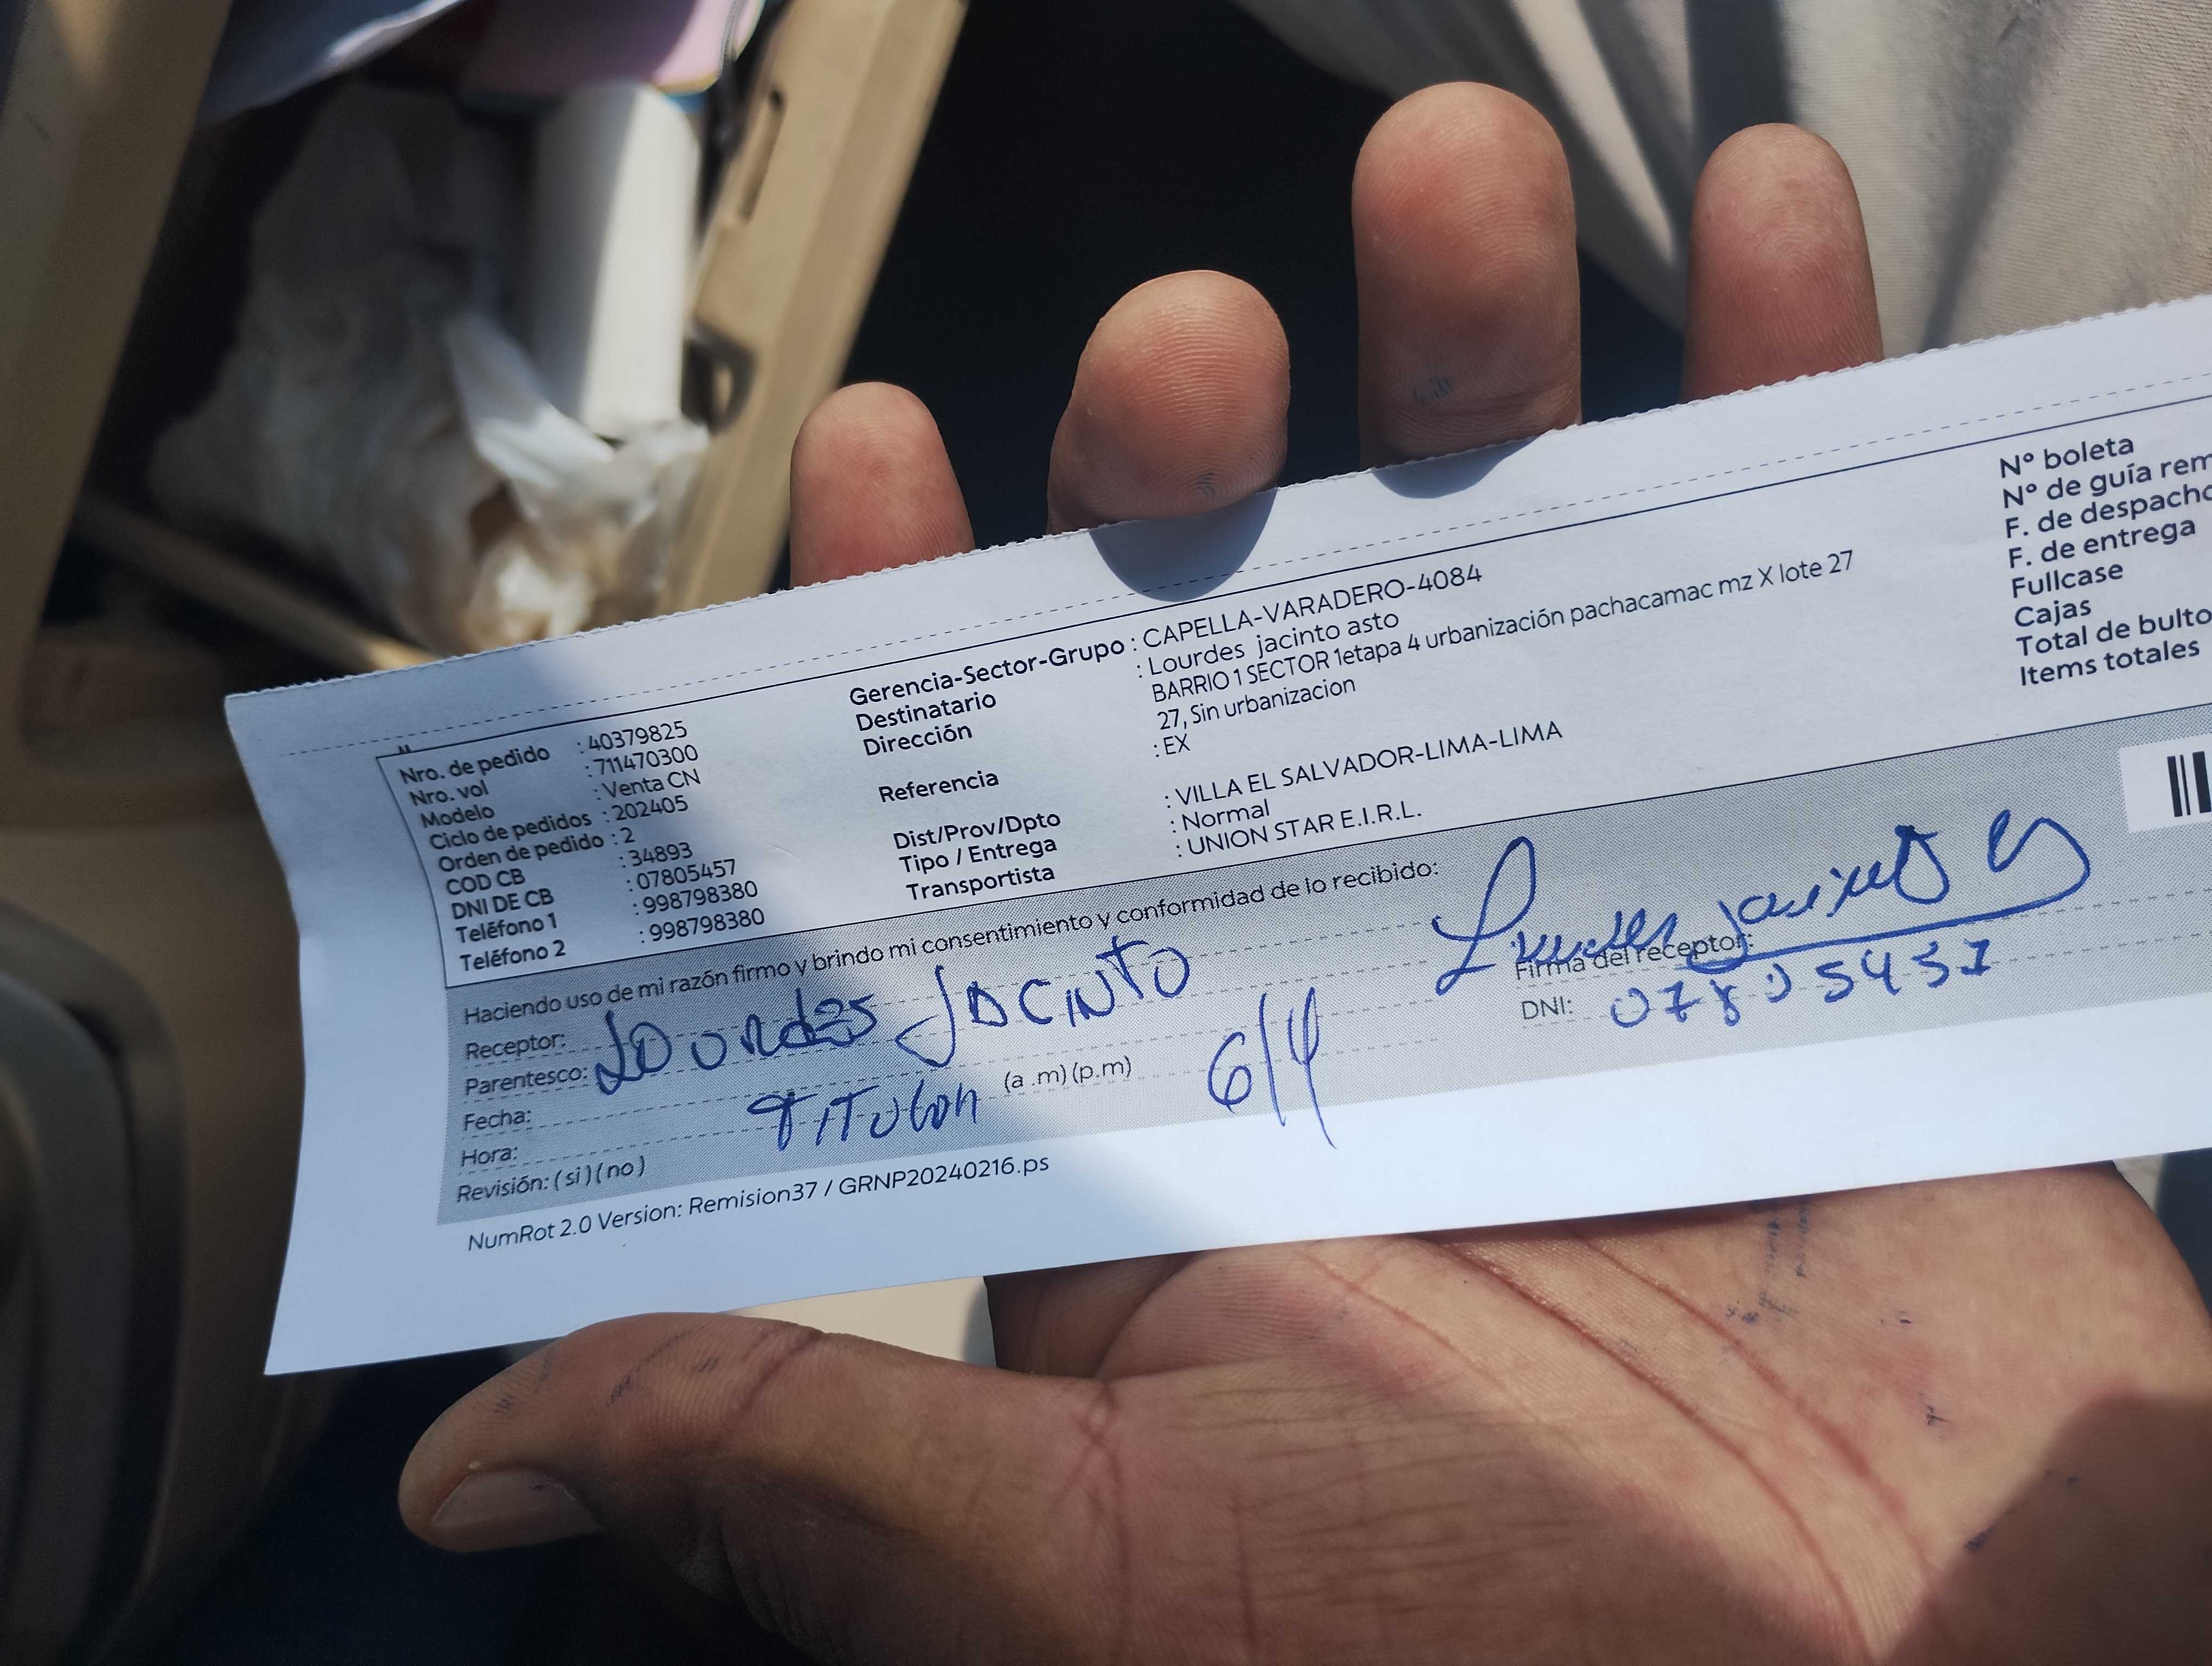 Nro. de pedido : 40379825
Nro. vol : 711470300
Modelo : Venta CN
Ciclo de pedidos : 202405
Orden de pedido : 2
COD CB : 34893
DNI DE CB : 07805457
Teléfono 1 : 998798380
Teléfono 2 : 998798380
Gerencia-Sector-Grupo : CAPELLA-VARADERO-4084
Destinatario : Lourdes jacinto asto
Dirección BARRIO 1 SECTOR 1etapa 4 urbanización pachacamac mz X lote 27
27, Sin urbanizacion
Referencia : EX
Dist/Prov/Dpto : VILLA EL SALVADOR-LIMA-LIMA
Tipo / Entrega : Normal
Transportista : UNION STAR E.I.R.L.
N° boleta
N° de guía rem
F. de despacho
F. de entrega
Fullcase
Cajas
Total de bulto
Items totales
Haciendo uso de mi razón firmo y brindo mi consentimiento y conformidad de lo recibido:
Receptor: Lourdes Jacinto
Parentesco: Titular
Fecha: 6/4
Hora: (a .m) (p.m)
Revisión: ( si ) ( no )
Firma del receptor:
DNI: 07805457
NumRot 2.0 Version: Remision37 / GRNP20240216.ps